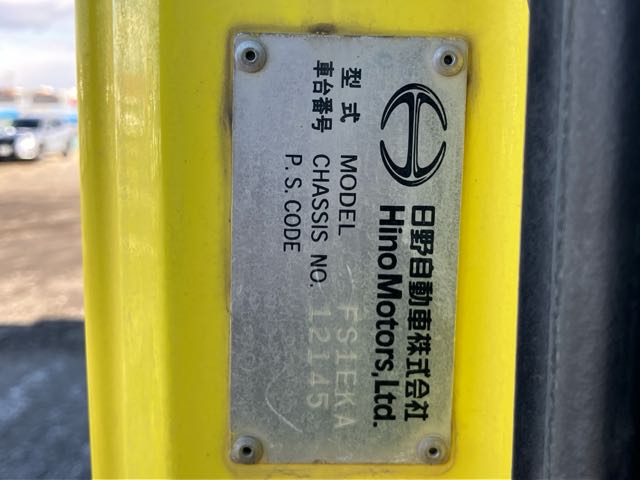 日野自動車株式会社
Hino Motors, Ltd.
型式 MODEL FS1EKA
車台番号 CHASSIS NO. 12145
P. S. CODE